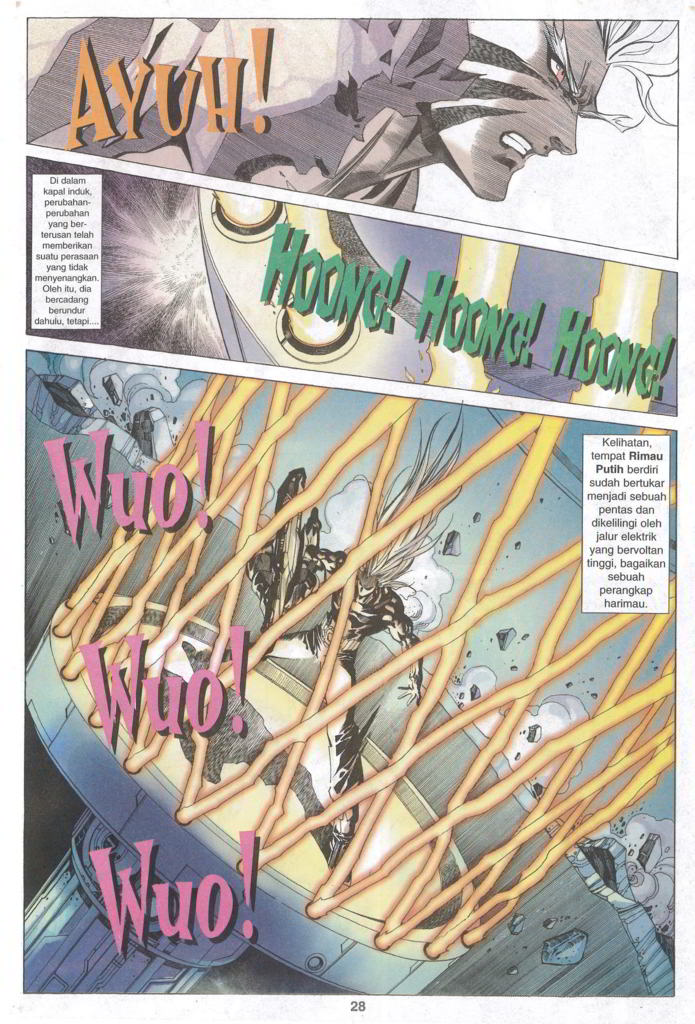 AYUH!
Di dalam
kapal induk,
perubahan-
perubahan
yang ber-
terusan telah
memberikan
suatu perasaan
yang tidak
menyenangkan.
Oleh itu, dia
bercadang
berundur
dahulu, tetapi....
HOONG! HOONG! HOONG!
WUO!
Kelihatan,
tempat Rimau
Putih berdiri
sudah bertukar
menjadi sebuah
pentas dan
dikelilingi oleh
jalur elektrik
yang bervoltan
tinggi, bagaikan
sebuah
perangkap
harimau.
WUO!
WUO!
28